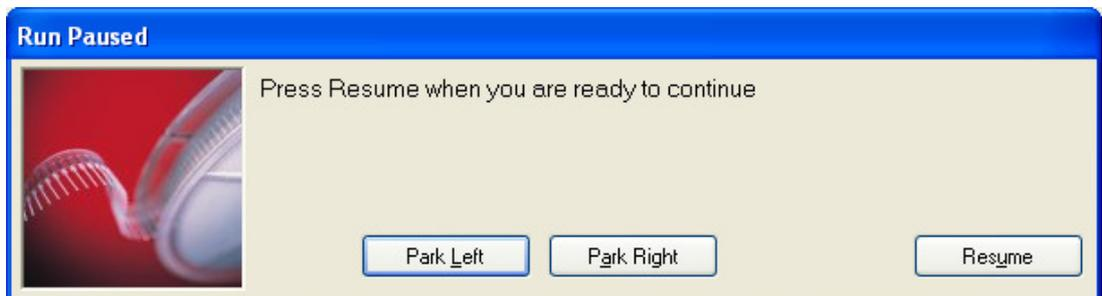 Run Paused
Press Resume when you are ready to continue
Park Left
Park Right
Resume